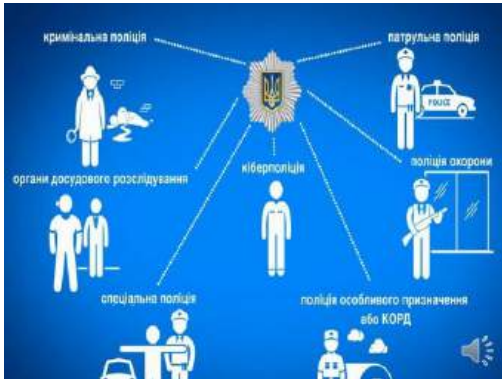 кримінальна поліція
патрульна поліція
POLICE
поліція охорони
кіберполіція
органи досудового розслідування
спеціальна поліція
поліція особливого призначення
або КОРД